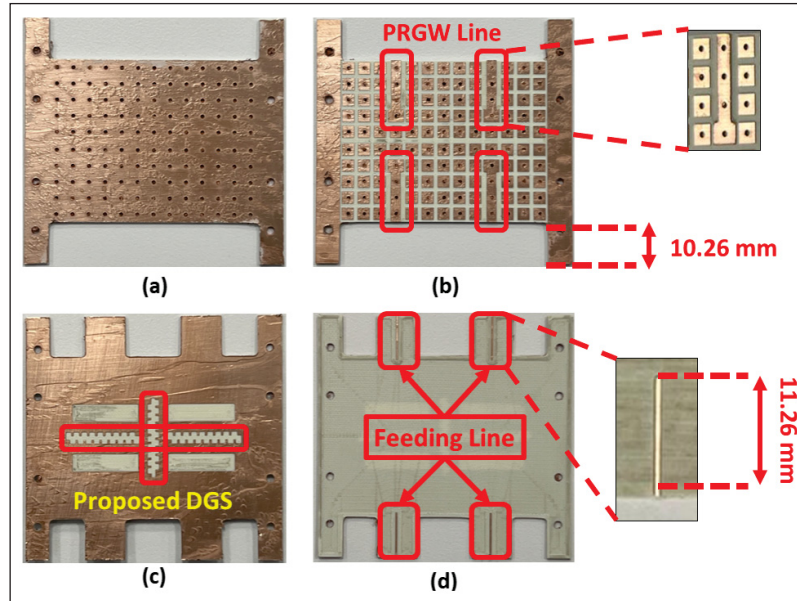 PRGW Line
10.26 mm
(a)
(b)
Feeding Line
11.26 mm
Proposed DGS
(c)
(d)